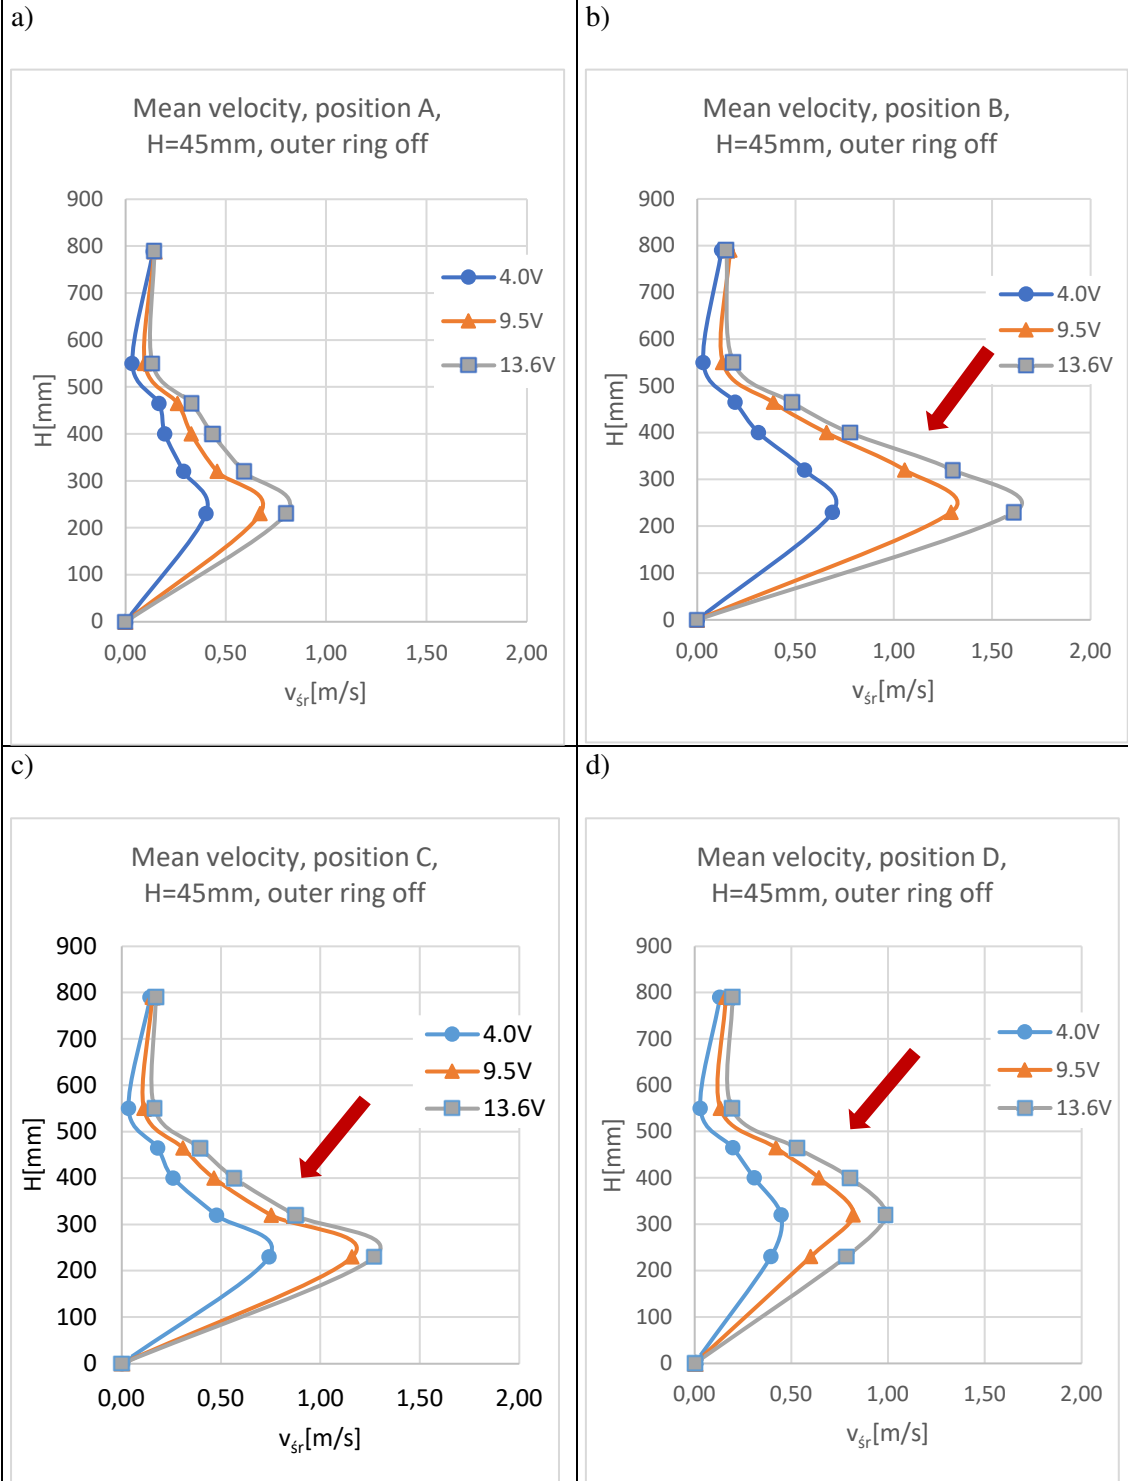 a)
Mean velocity, position A,
H=45mm, outer ring off
900
800
700
600
500
400
300
200
100
0
H[mm]
4.0V
9.5V
13.6V
0,00 0,50 1,00 1,50 2,00
vśr[m/s]
b)
Mean velocity, position B,
H=45mm, outer ring off
900
800
700
600
500
400
300
200
100
0
H[mm]
4.0V
9.5V
13.6V
0,00 0,50 1,00 1,50 2,00
vśr[m/s]
c)
Mean velocity, position C,
H=45mm, outer ring off
900
800
700
600
500
400
300
200
100
0
H[mm]
4.0V
9.5V
13.6V
0,00 0,50 1,00 1,50 2,00
vśr[m/s]
d)
Mean velocity, position D,
H=45mm, outer ring off
900
800
700
600
500
400
300
200
100
0
H[mm]
4.0V
9.5V
13.6V
0,00 0,50 1,00 1,50 2,00
vśr[m/s]